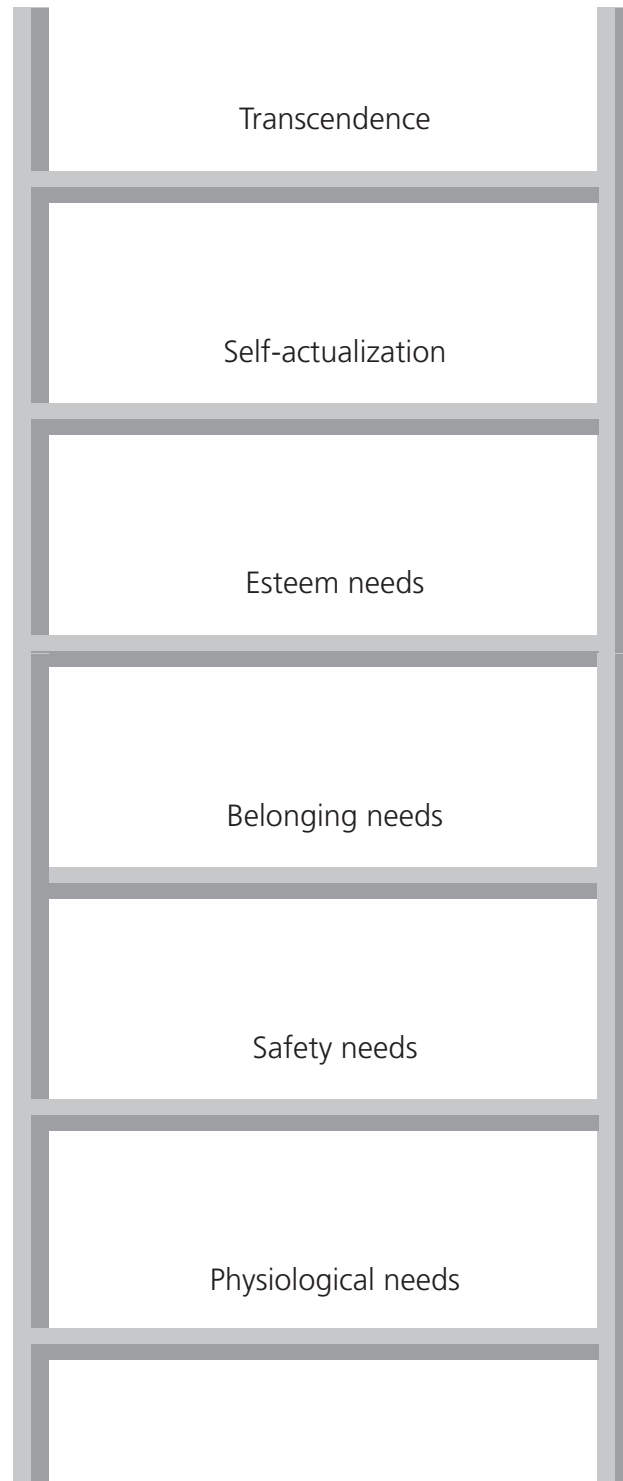 Transcendence
Self-actualization
Esteem needs
Belonging needs
Safety needs
Physiological needs